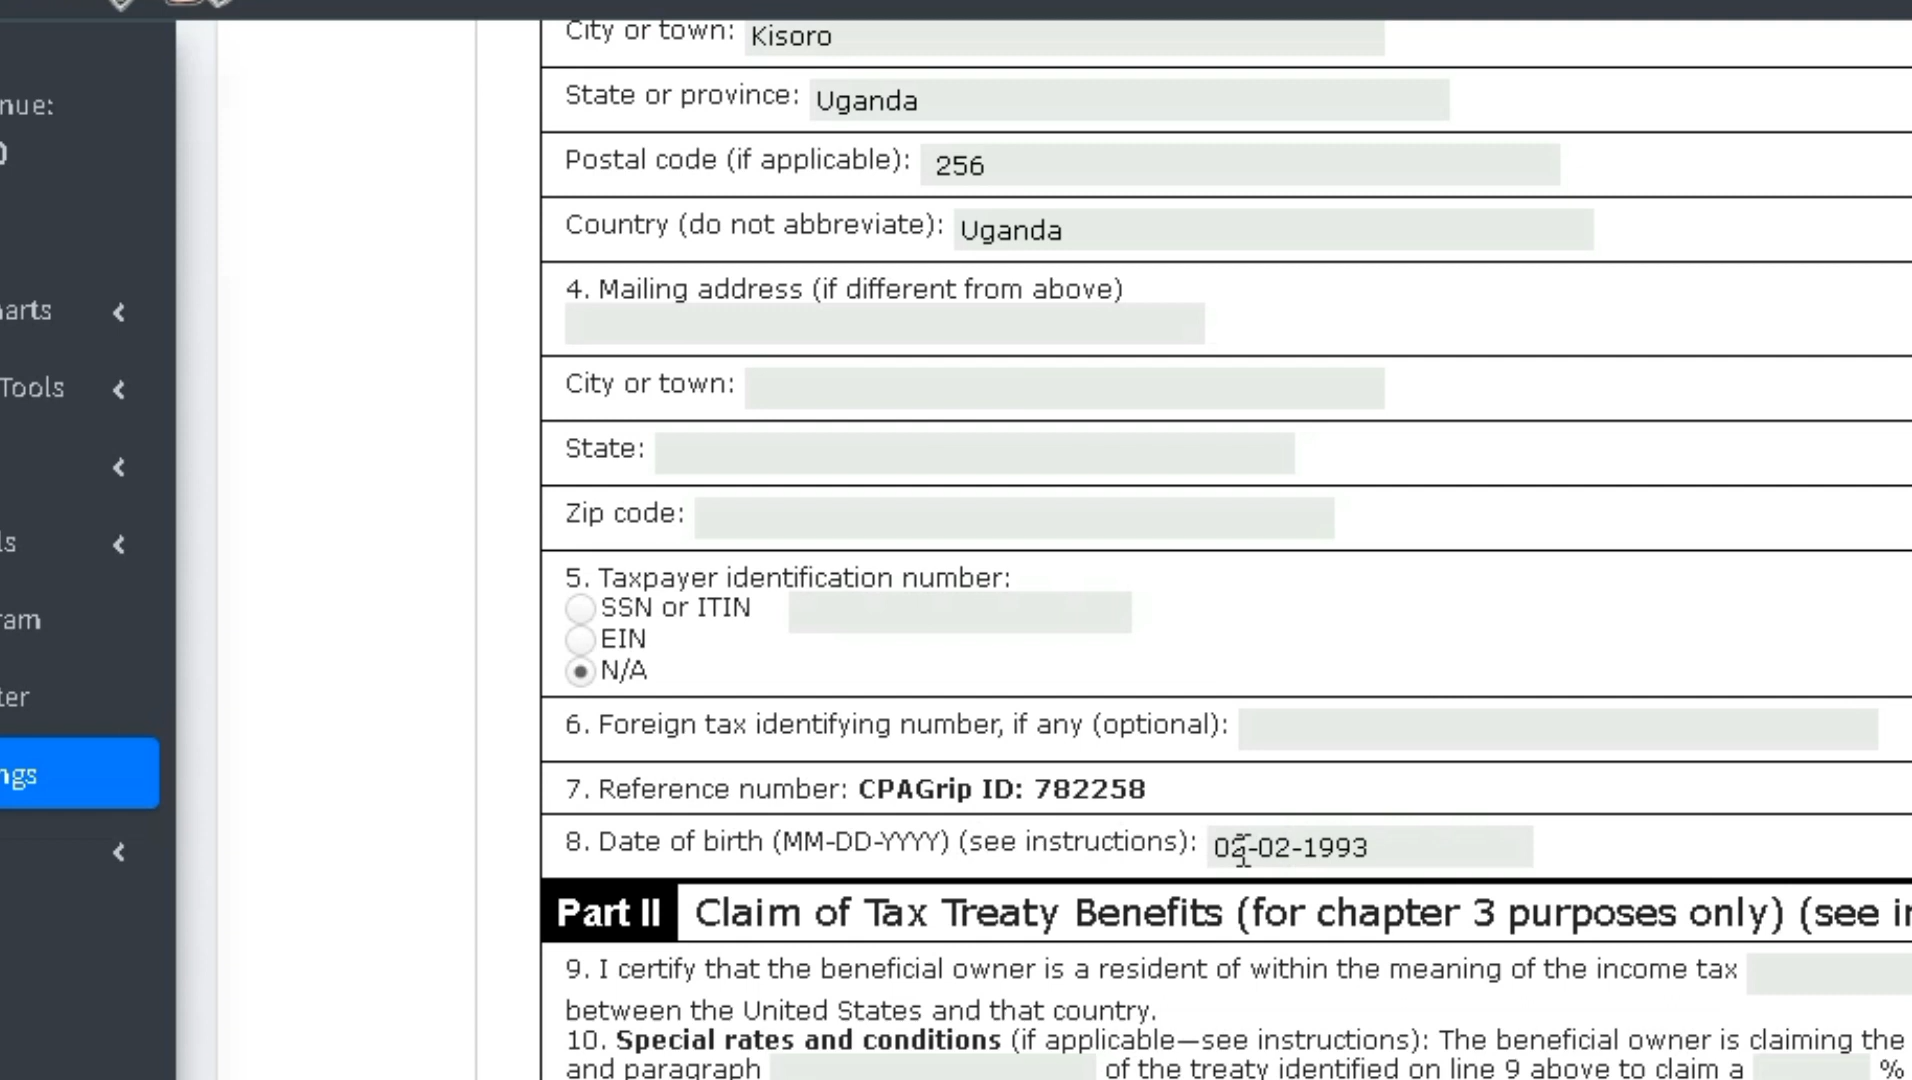 City or town: Kisoro
nue:
State or province: Uganda
Postal code (if applicable): 256
Country (do not abbreviate): Uganda
4. Mailing address (if different from above)
arts
Tools
City or town:
State:
Zip code:
ls
5. Taxpayer identification number:
SSN or ITIN
EIN
N/A
ram
ter
6. Foreign tax identifying number, if any (optional):
ngs
7. Reference number: CPAGrip ID: 782258
8. Date of birth (MM-DD-YYYY) (see instructions): 02-02-1993
Part II Claim of Tax Treaty Benefits (for chapter 3 purposes only) (see in
9. I certify that the beneficial owner is a resident of within the meaning of the income tax
between the United States and that country.
10. Special rates and conditions (if applicable—see instructions): The beneficial owner is claiming the
and paragraph of the treaty identified on line 9 above to claim a %